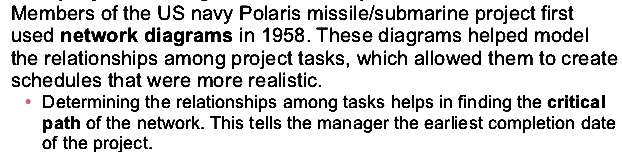 Members of the US navy Polaris missile/submarine project first
used network diagrams in 1958. These diagrams helped model
the relationships among project tasks, which allowed them to create
schedules that were more realistic.
• Determining the relationships among tasks helps in finding the critical
path of the network. This tells the manager the earliest completion date
of the project.